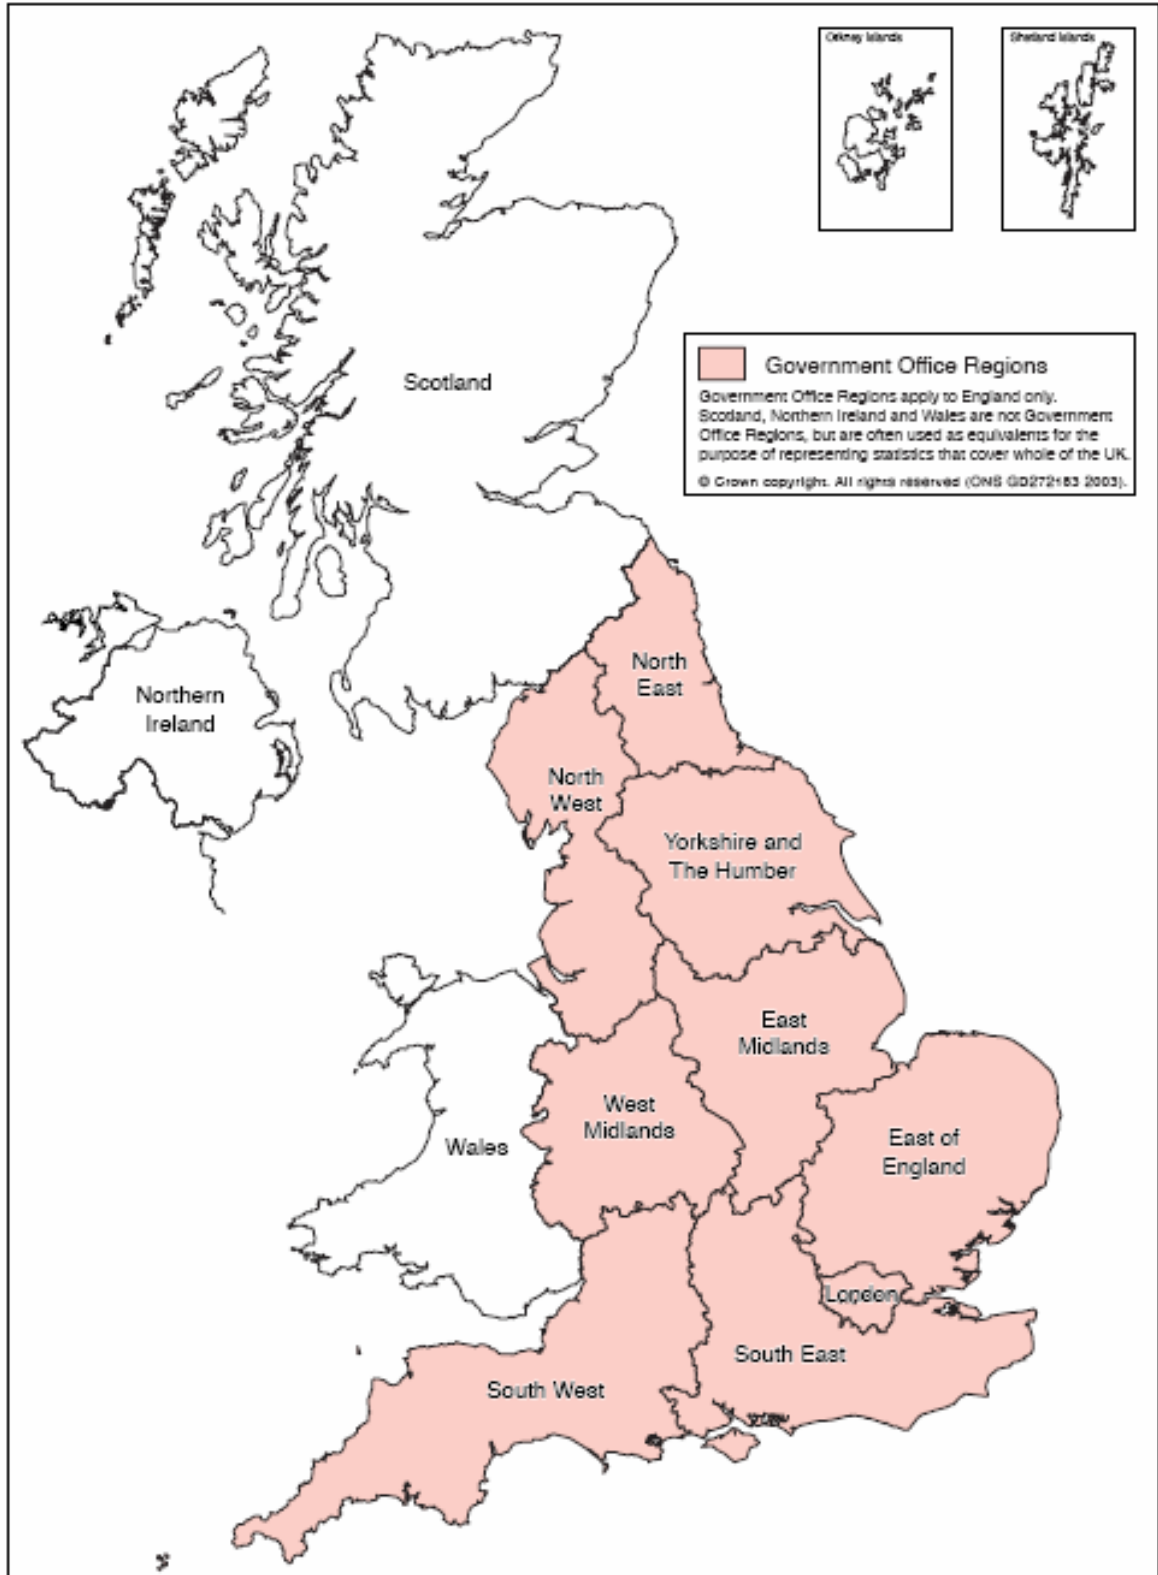 Orkney Islands
Shetland Islands
Government Office Regions
Government Office Regions apply to England only.
Scotland, Northern Ireland and Wales are not Government
Office Regions, but are often used as equivalents for the
purpose of representing statistics that cover whole of the UK.
© Crown copyright. All rights reserved (ONS GD272183 2003).
Scotland
North
East
Northern
Ireland
North
West
Yorkshire and
The Humber
East
Midlands
West
Midlands
Wales
East of
England
London
South East
South West